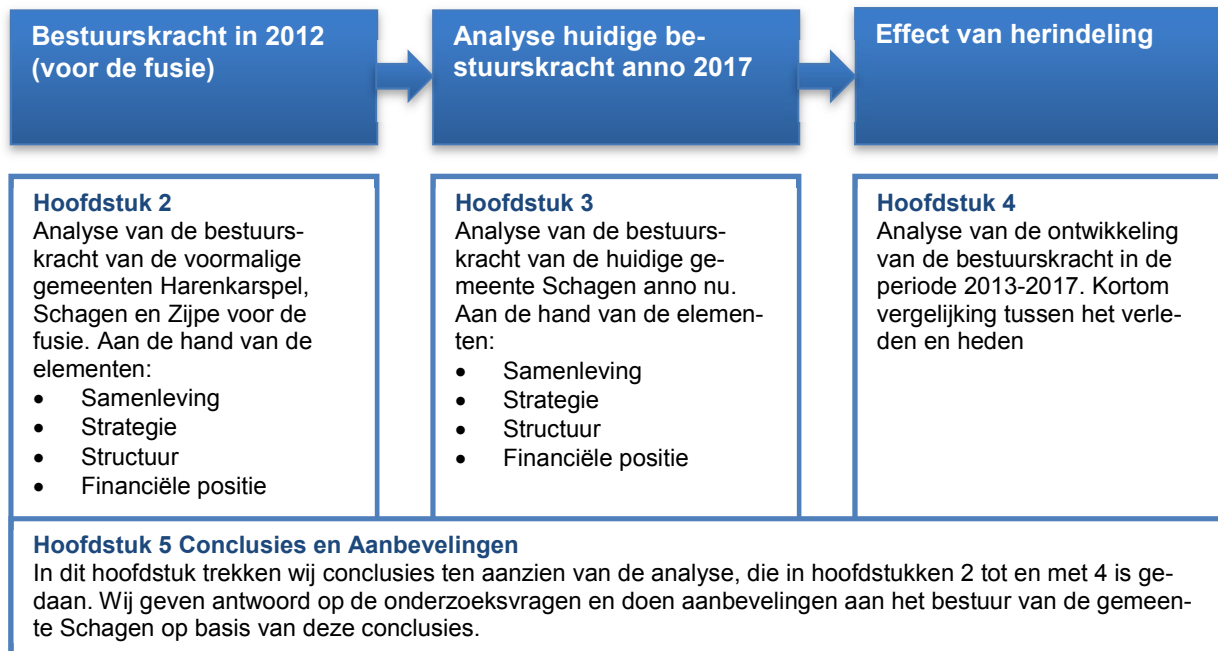 Bestuurskracht in 2012
(voor de fusie)
Analyse huidige be-
stuurskracht anno 2017
Effect van herindeling
Hoofdstuk 2
Analyse van de bestuurs-
kracht van de voormalige
gemeenten Harenkarspel,
Schagen en Zijpe voor de
fusie. Aan de hand van de
elementen:
• Samenleving
• Strategie
• Structuur
• Financiële positie
Hoofdstuk 3
Analyse van de bestuurs-
kracht van de huidige ge-
meente Schagen anno nu.
Aan de hand van de elemen-
ten:
• Samenleving
• Strategie
• Structuur
• Financiële positie
Hoofdstuk 4
Analyse van de ontwikkeling
van de bestuurskracht in de
periode 2013-2017. Kortom
vergelijking tussen het verle-
den en heden
Hoofdstuk 5 Conclusies en Aanbevelingen
In dit hoofdstuk trekken wij conclusies ten aanzien van de analyse, die in hoofdstukken 2 tot en met 4 is ge-
daan. Wij geven antwoord op de onderzoeksvragen en doen aanbevelingen aan het bestuur van de gemeen-
te Schagen op basis van deze conclusies.